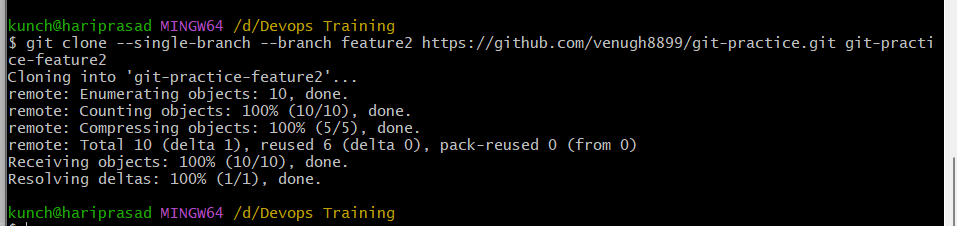 kunch@hariprasad MINGW64 /d/Devops Training
$ git clone --single-branch --branch feature2 https://github.com/venugh8899/git-practice.git git-practi
ce-feature2
Cloning into 'git-practice-feature2'...
remote: Enumerating objects: 10, done.
remote: Counting objects: 100% (10/10), done.
remote: Compressing objects: 100% (5/5), done.
remote: Total 10 (delta 1), reused 6 (delta 0), pack-reused 0 (from 0)
Receiving objects: 100% (10/10), done.
Resolving deltas: 100% (1/1), done.
kunch@hariprasad MINGW64 /d/Devops Training
$